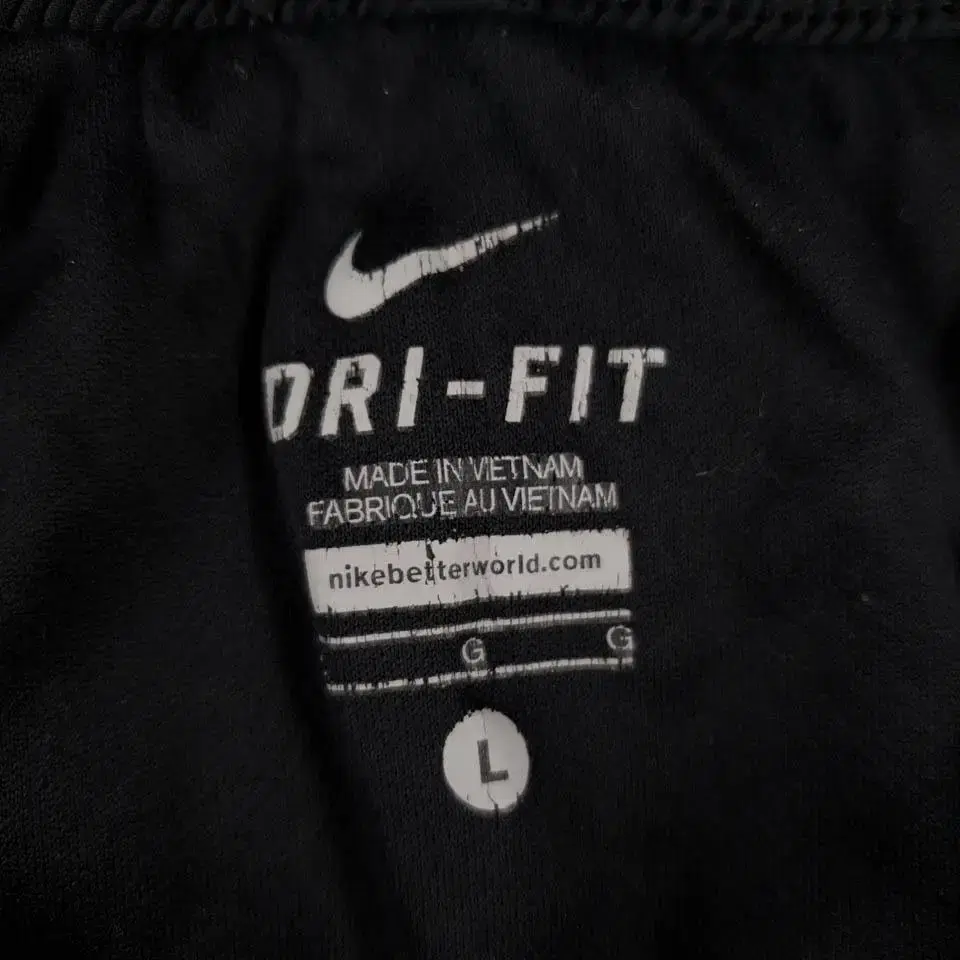 DRI-FIT
MADE IN VIETNAM
FABRIQUE AU VIETNAM
nikebetterworld.com
G G
L